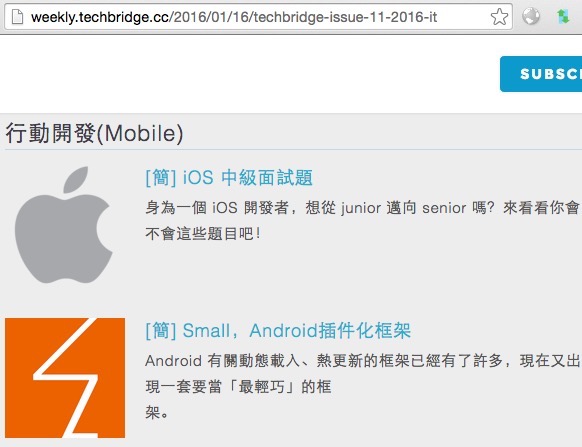 weekly.techbridge.cc/2016/01/16/techbridge-issue-11-2016-it
SUBSC
行動開發(Mobile)
[簡] iOS 中級面試題
身為一個 iOS 開發者，想從 junior 邁向 senior 嗎？來看看你會
不會這些題目吧！
[簡] Small，Android插件化框架
Android 有關動態載入、熱更新的框架已經有了許多，現在又出
現一套要當「最輕巧」的框
架。